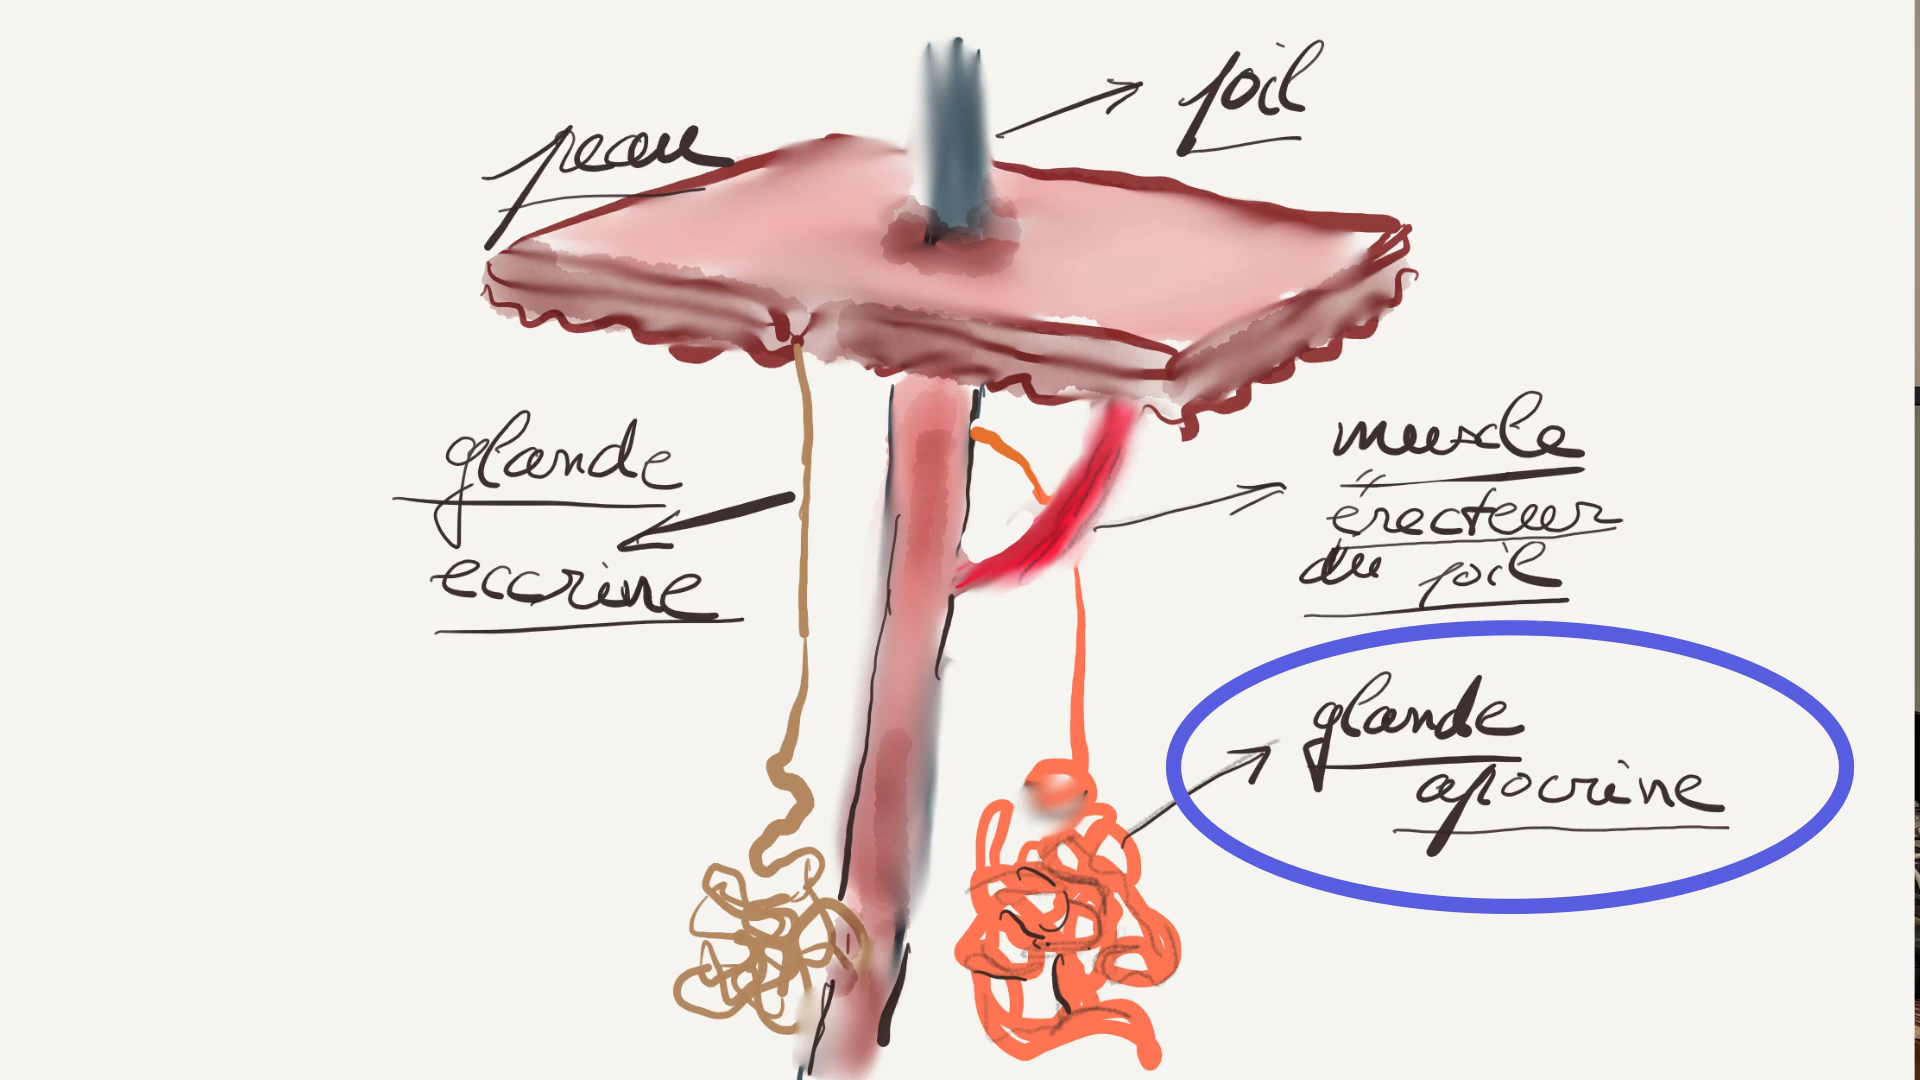 poil
peau
glande
eccrine
muscle
érecteur
du poil
glande
apocrine